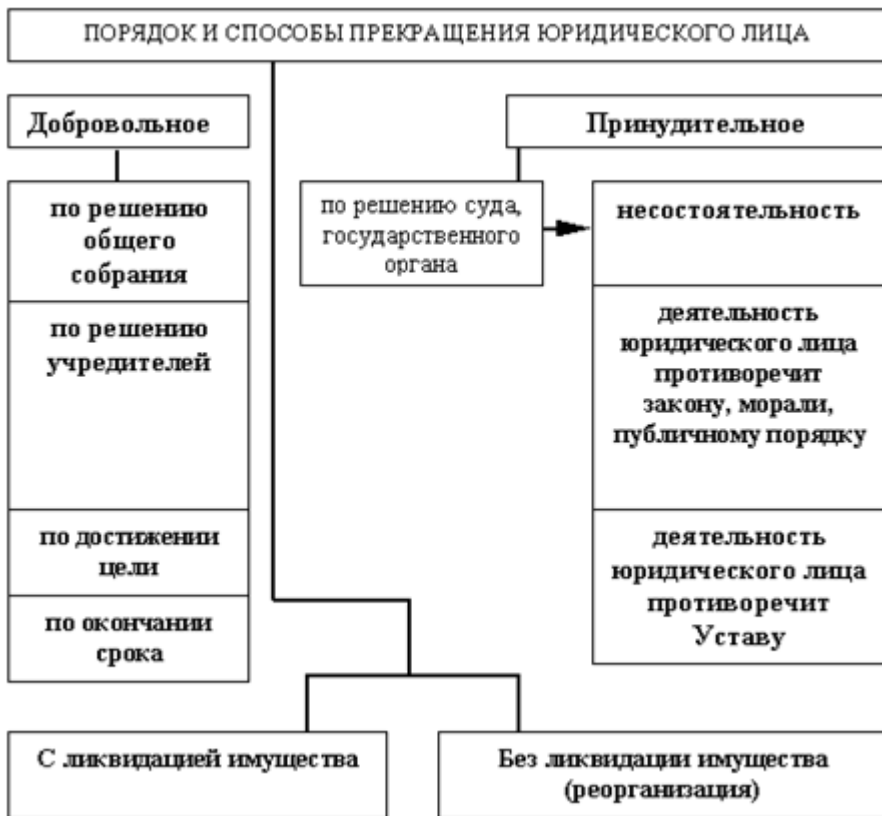 ПОРЯДОК И СПОСОБЫ ПРЕКРАЩЕНИЯ ЮРИДИЧЕСКОГО ЛИЦА
Добровольное
по решению
общего
собрания
по решению
учредителей
по достижении
цели
по окончании
срока
Принудительное
по решению суда,
государственного
органа
несостоятельность
деятельность
юридического лица
противоречит
закону, морали,
публичному порядку
деятельность
юридического лица
противоречит
Уставу
С ликвидацией имущества
Без ликвидации имущества
(реорганизация)